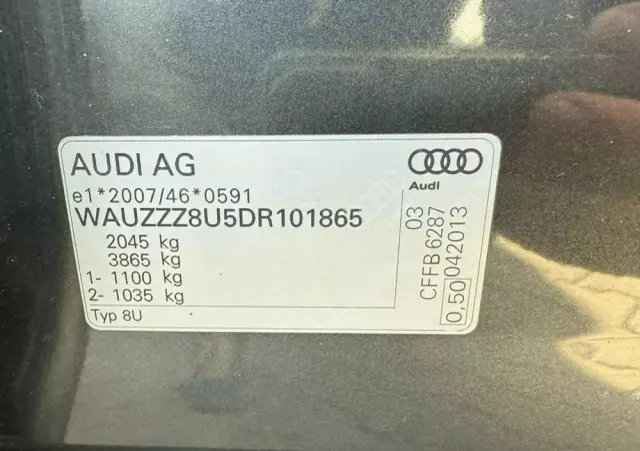 AUDI AG
Audi
e1*2007/46*0591
WAUZZZ8U5DR101865
2045 kg
3865 kg
1- 1100 kg
2- 1035 kg
Typ 8U
03
CFFB 6287
0,50 042013